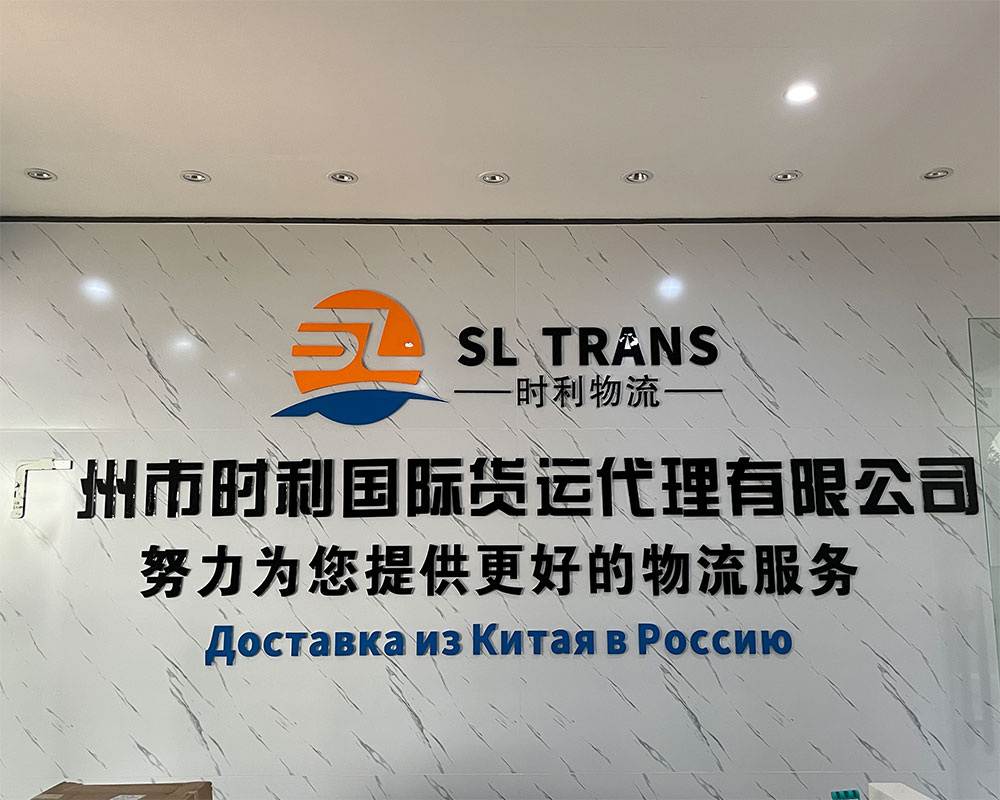 SL TRANS
时利物流
广州市时利国际货运代理有限公司
努力为您提供更好的物流服务
Доставка из Китая в Россию